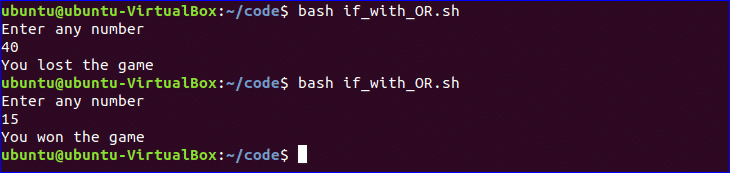 ubuntu@ubuntu-VirtualBox:~/code$ bash if_with_OR.sh
Enter any number
40
You lost the game
ubuntu@ubuntu-VirtualBox:~/code$ bash if_with_OR.sh
Enter any number
15
You won the game
ubuntu@ubuntu-VirtualBox:~/code$